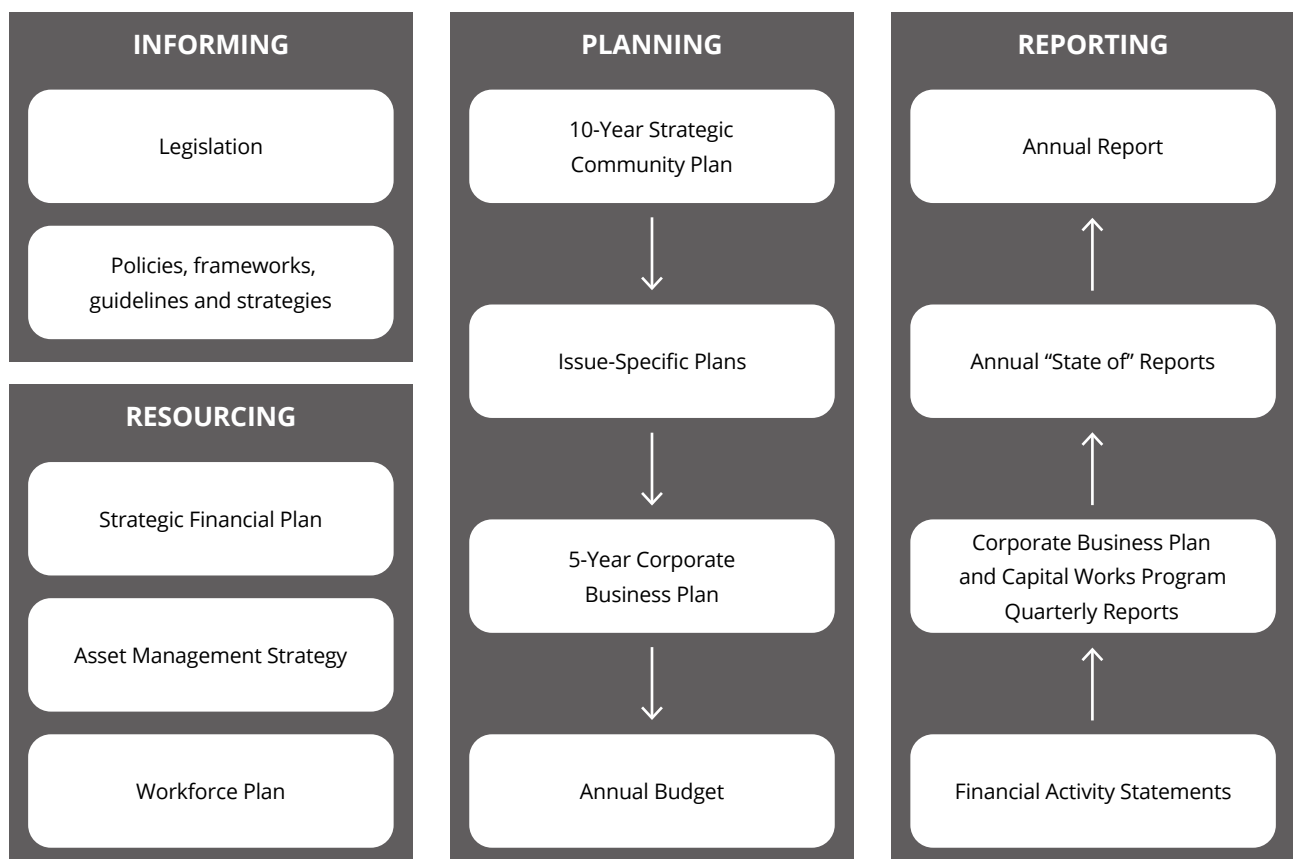 INFORMING
Legislation
Policies, frameworks,
guidelines and strategies
RESOURCING
Strategic Financial Plan
Asset Management Strategy
Workforce Plan
PLANNING
10-Year Strategic
Community Plan
Issue-Specific Plans
5-Year Corporate
Business Plan
Annual Budget
REPORTING
Annual Report
Annual “State of” Reports
Corporate Business Plan
and Capital Works Program
Quarterly Reports
Financial Activity Statements